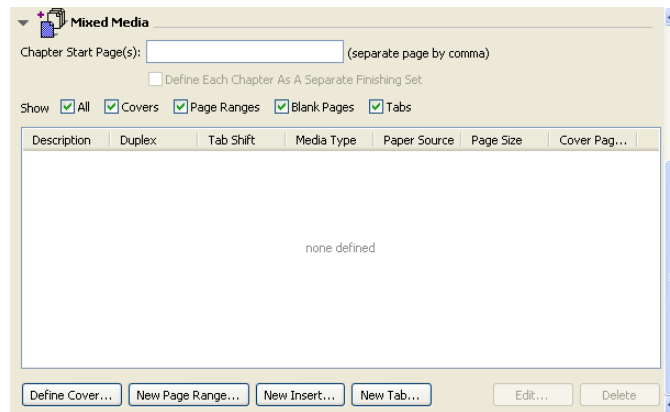 Mixed Media
Chapter Start Page(s): (separate page by comma)
Define Each Chapter As A Separate Finishing Set
Show All Covers Page Ranges Blank Pages Tabs
Description Duplex Tab Shift Media Type Paper Source Page Size Cover Pag...
none defined
Define Cover... New Page Range... New Insert... New Tab... Edit... Delete